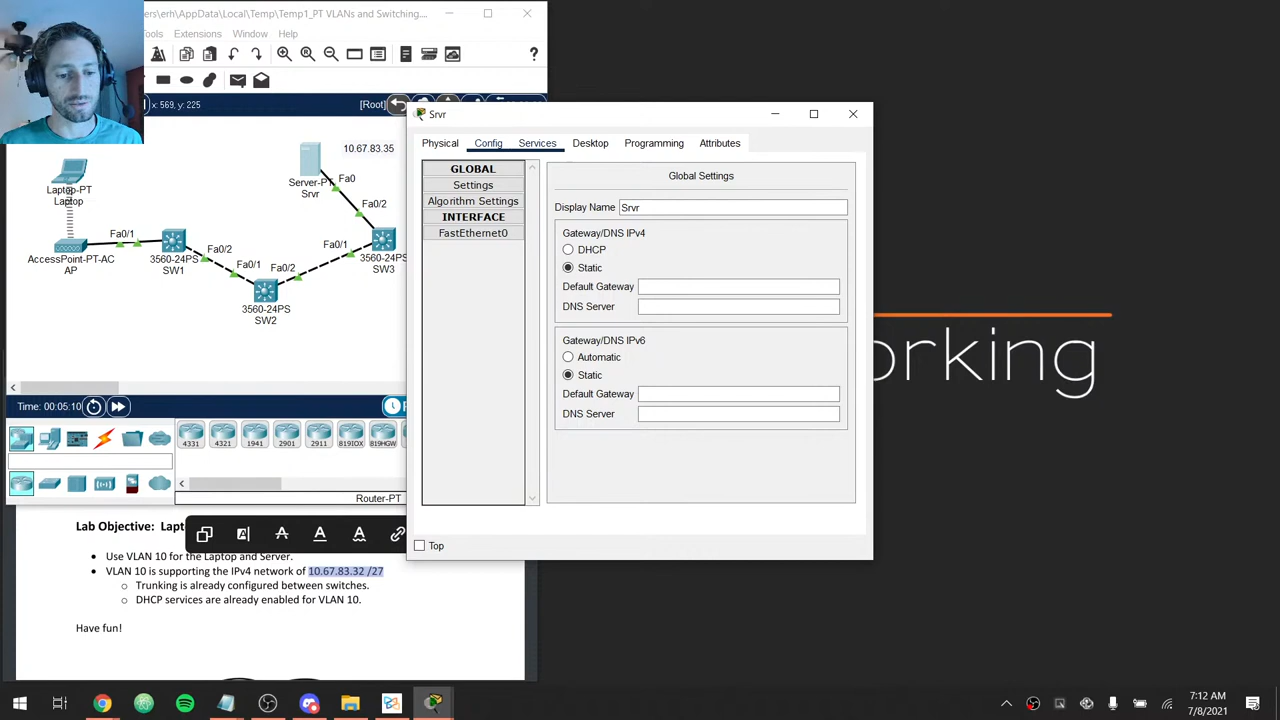 ers\erh\AppData\Local\Temp\Temp1_PT VLANs and Switching....
Tools Extensions Window Help
x: 569, y: 225
[Root]
10.67.83.35
Laptop-PT
Laptop
Server-PT
Srvr
Fa0
Fa0/2
Fa0/1
Fa0/2
Fa0/1
Fa0/2
Fa0/1
AccessPoint-PT-AC
AP
3560-24PS
SW1
3560-24PS
SW2
3560-24PS
SW3
Time: 00:05:10
4331 4321 1941 2901 2911 819IOX 819HGW
Router-PT
Srvr
Physical Config Services Desktop Programming Attributes
GLOBAL
Settings
Algorithm Settings
INTERFACE
FastEthernet0
Global Settings
Display Name Srvr
Gateway/DNS IPv4
DHCP
Static
Default Gateway
DNS Server
Gateway/DNS IPv6
Automatic
Static
Default Gateway
DNS Server
Top
orking
Lab Objective: Lapt
• Use VLAN 10 for the Laptop and Server.
• VLAN 10 is supporting the IPv4 network of 10.67.83.32 /27
o Trunking is already configured between switches.
o DHCP services are already enabled for VLAN 10.
Have fun!
7:12 AM
7/8/2021